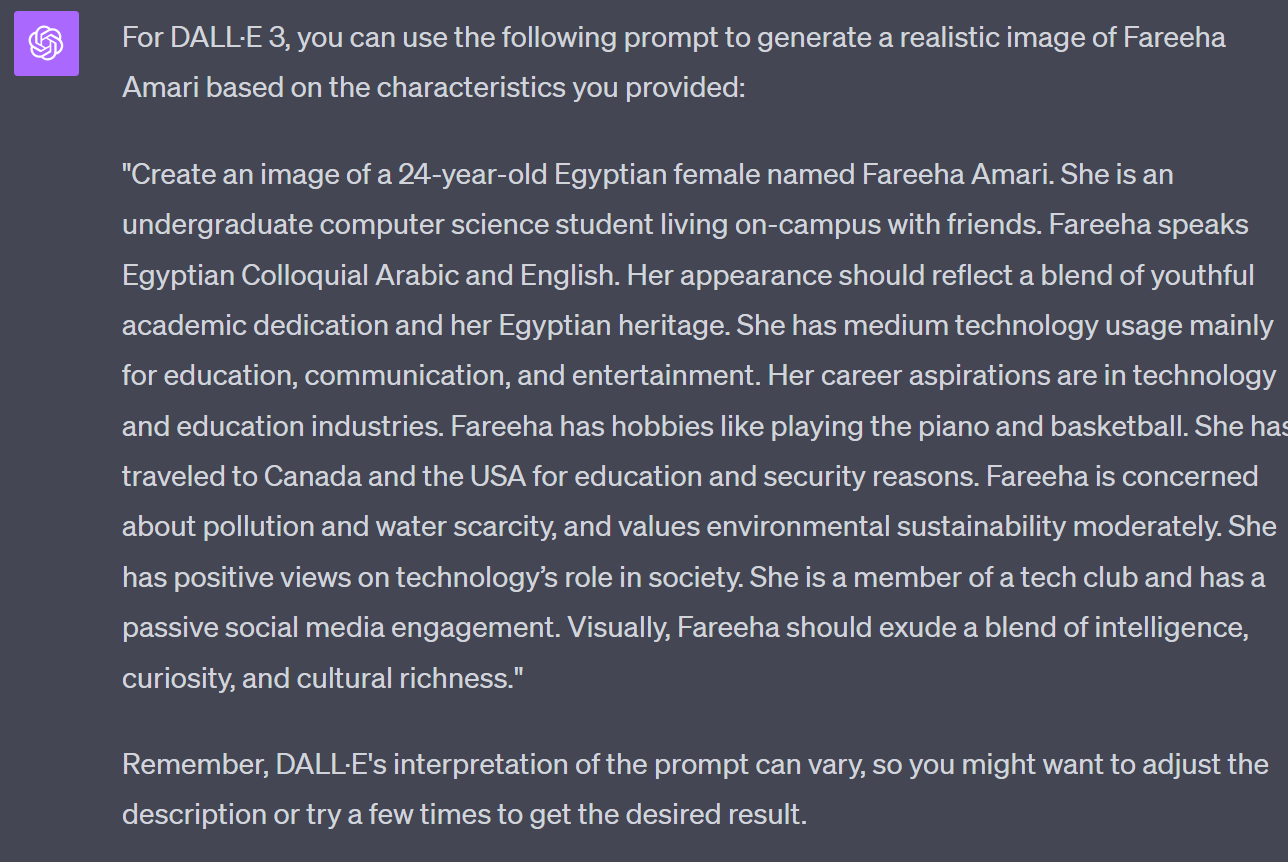 For DALL·E 3, you can use the following prompt to generate a realistic image of Fareeha
Amari based on the characteristics you provided:
"Create an image of a 24-year-old Egyptian female named Fareeha Amari. She is an
undergraduate computer science student living on-campus with friends. Fareeha speaks
Egyptian Colloquial Arabic and English. Her appearance should reflect a blend of youthful
academic dedication and her Egyptian heritage. She has medium technology usage mainly
for education, communication, and entertainment. Her career aspirations are in technology
and education industries. Fareeha has hobbies like playing the piano and basketball. She has
traveled to Canada and the USA for education and security reasons. Fareeha is concerned
about pollution and water scarcity, and values environmental sustainability moderately. She
has positive views on technology’s role in society. She is a member of a tech club and has a
passive social media engagement. Visually, Fareeha should exude a blend of intelligence,
curiosity, and cultural richness."
Remember, DALL·E's interpretation of the prompt can vary, so you might want to adjust the
description or try a few times to get the desired result.